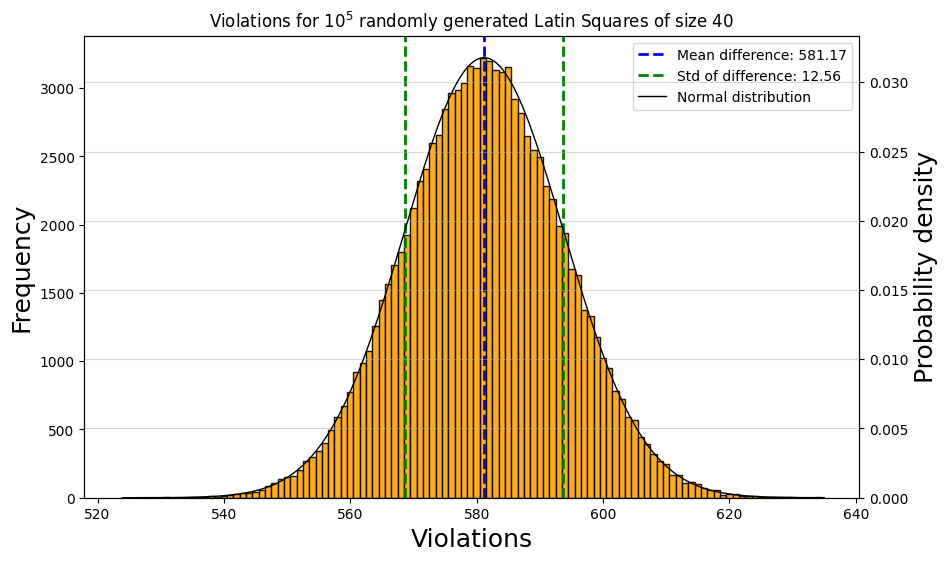 Violations for 10^5 randomly generated Latin Squares of size 40
Mean difference: 581.17
Std of difference: 12.56
Normal distribution
Frequency
3000
2500
2000
1500
1000
500
0
0.030
0.025
0.020
0.015
0.010
0.005
0.000
Probability density
520 540 560 580 600 620 640
Violations